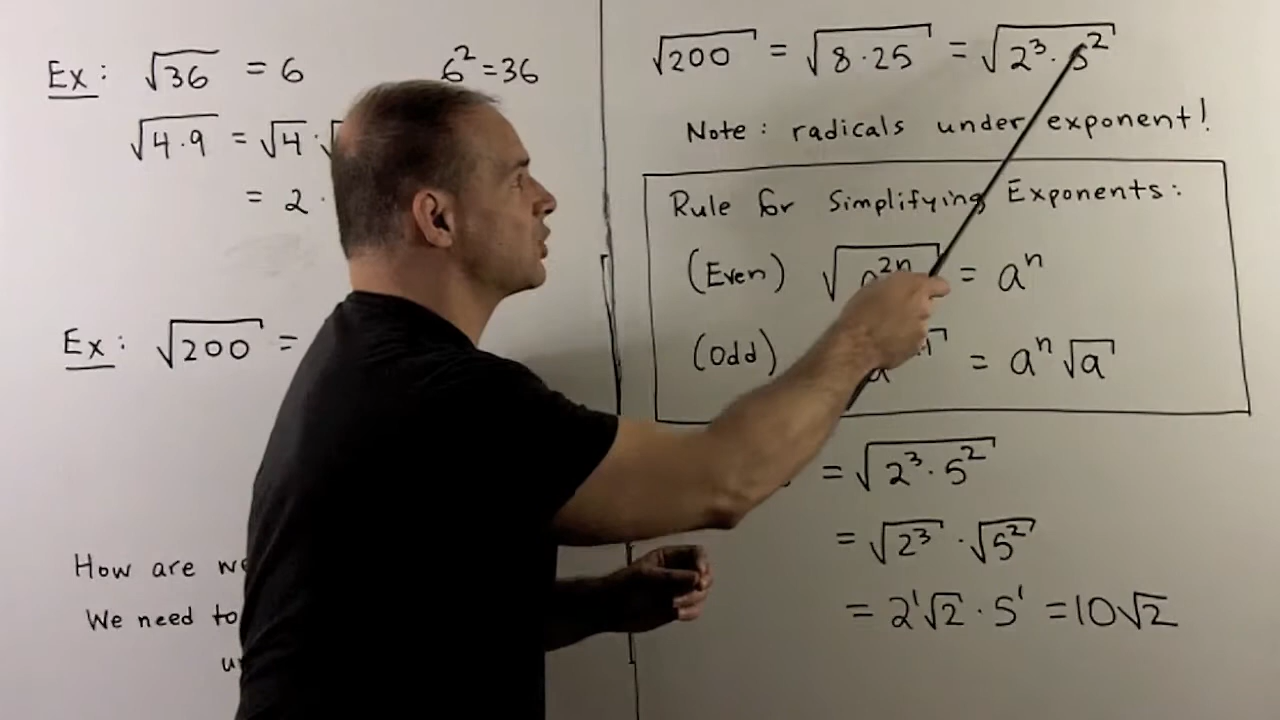 Ex: √36 = 6 6² = 36
√4·9 = √4 ·
= 2 ·
Ex: √200 =
How are we
We need to
√200 = √8·25 = √2³·5²
Note: radicals under exponent!
Rule for Simplifying Exponents:
(Even) √a²ⁿ = aⁿ
(Odd) = aⁿ√a
= √2³·5²
= √2³ · √5²
= 2¹√2 · 5¹ = 10√2